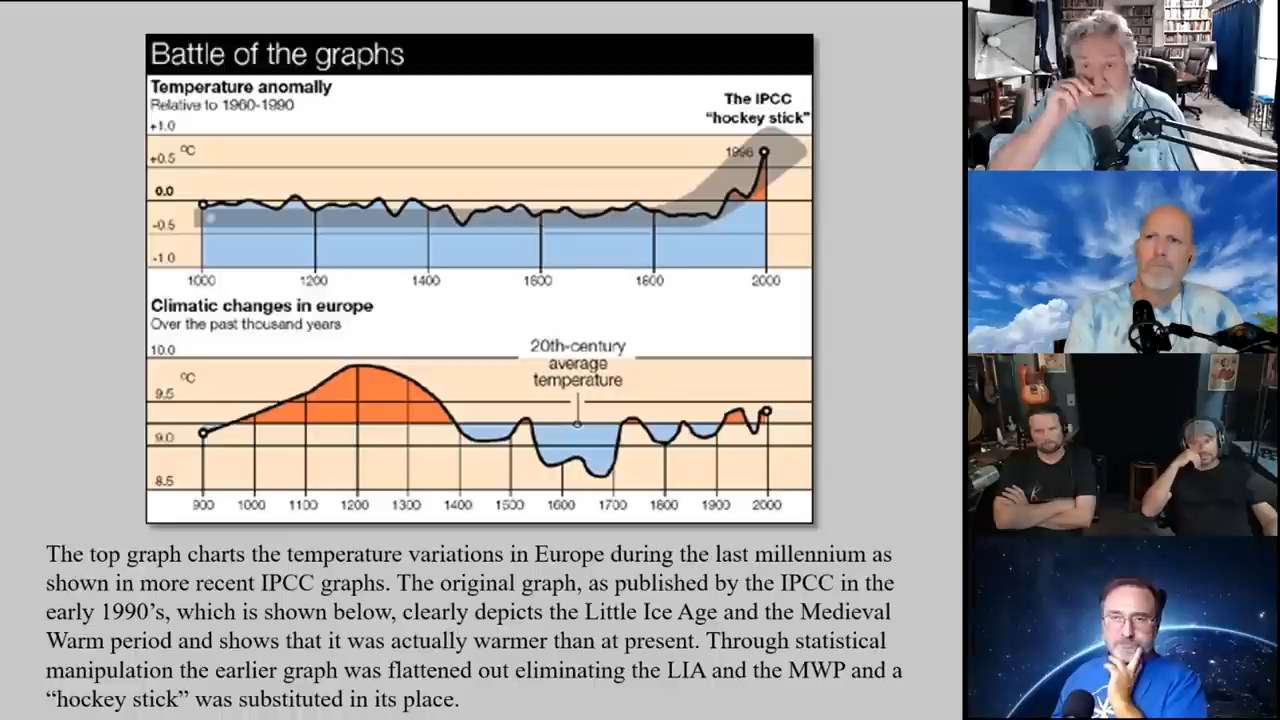 Battle of the graphs
Temperature anomally
Relative to 1960-1990
The IPCC
"hockey stick"
+1.0
°C
+0.5
1998
0.0
-0.5
-1.0
1000 1200 1400 1600 1800 2000
Climatic changes in europe
Over the past thousand years
10.0
20th-century
average
temperature
°C
9.5
9.0
8.5
900 1000 1100 1200 1300 1400 1500 1600 1700 1800 1900 2000
The top graph charts the temperature variations in Europe during the last millennium as
shown in more recent IPCC graphs. The original graph, as published by the IPCC in the
early 1990's, which is shown below, clearly depicts the Little Ice Age and the Medieval
Warm period and shows that it was actually warmer than at present. Through statistical
manipulation the earlier graph was flattened out eliminating the LIA and the MWP and a
"hockey stick" was substituted in its place.